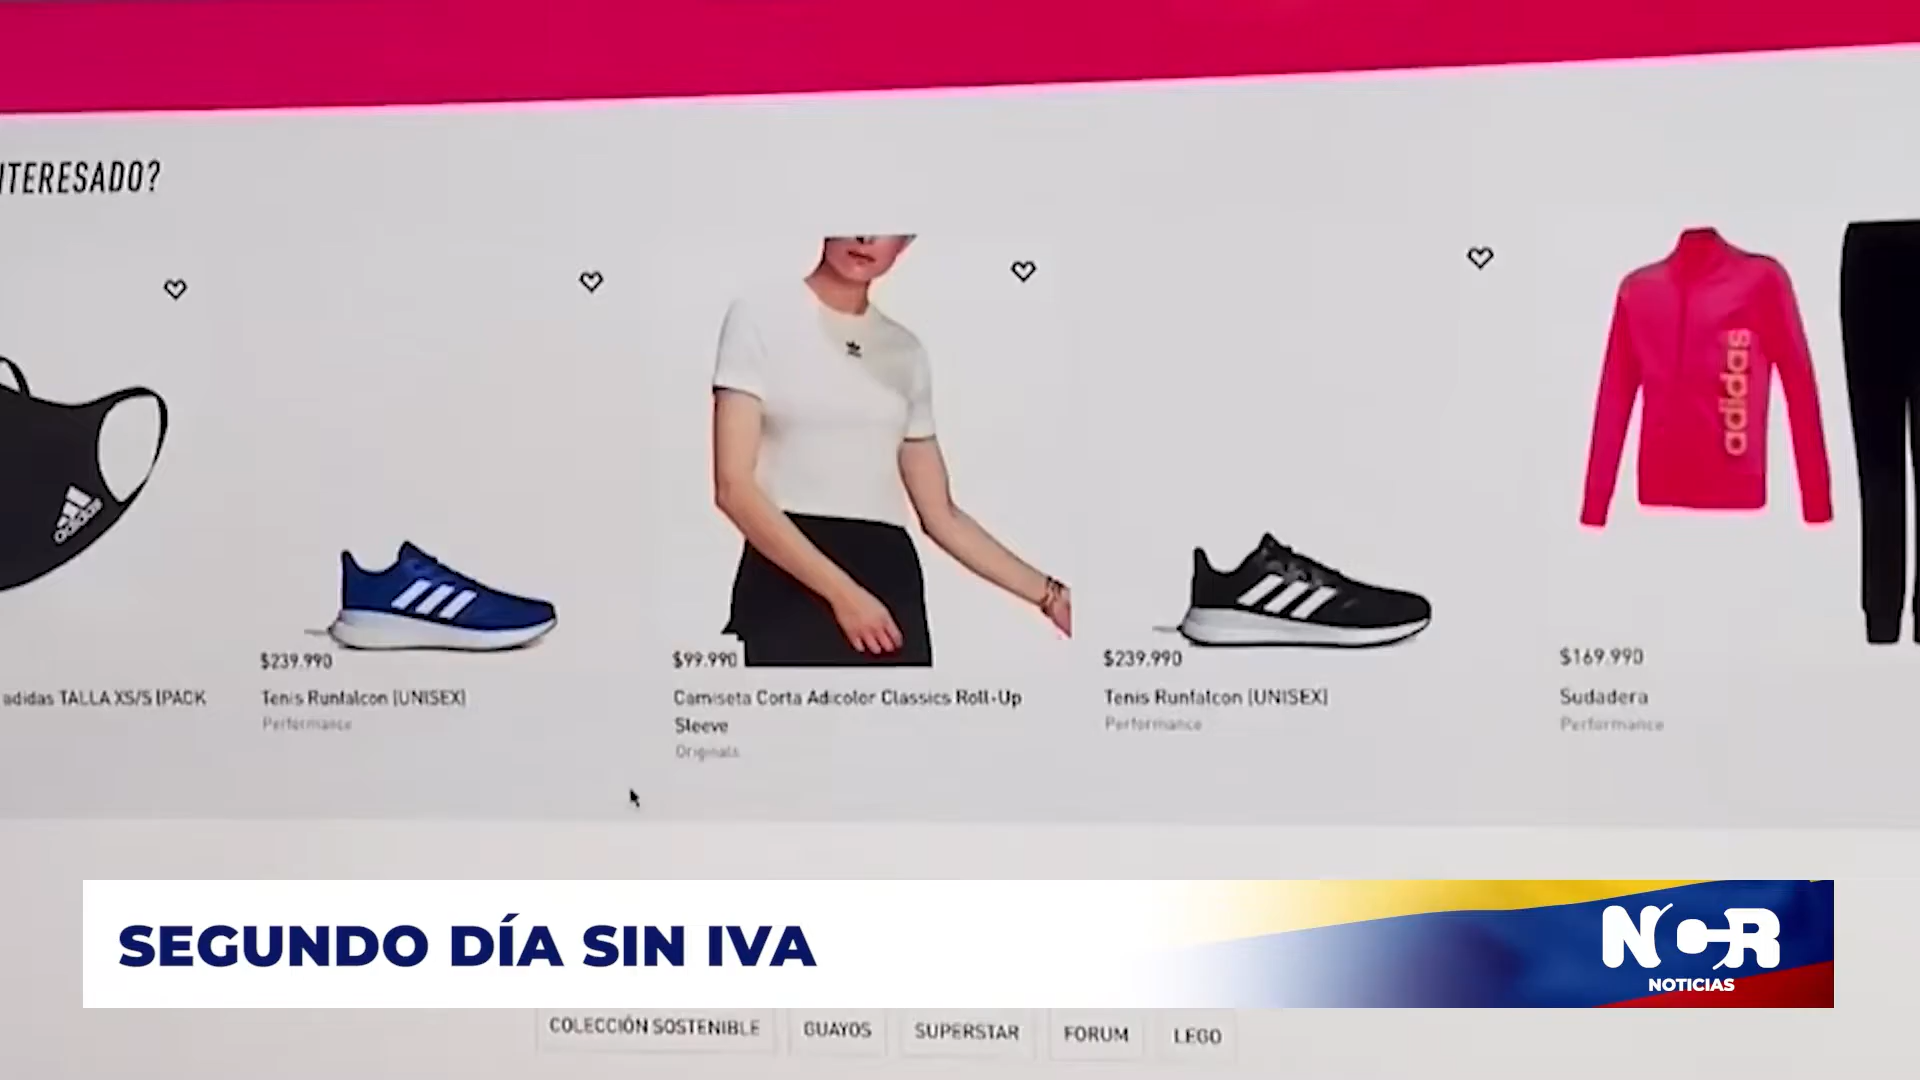 NTERESADO?
adidas
adidas
$239.990
$99.990
$239.990
$169.990
adidas TALLA XS/S (PACK
Tenis Runfalcon (UNISEX)
Performance
Camiseta Corta Adicolor Classics Roll-Up
Sleeve
Originals
Tenis Runfalcon (UNISEX)
Performance
Sudadera
Performance
SEGUNDO DÍA SIN IVA
NCR
NOTICIAS
COLECCIÓN SOSTENIBLE
GUAYOS
SUPERSTAR
FORUM
LEGO